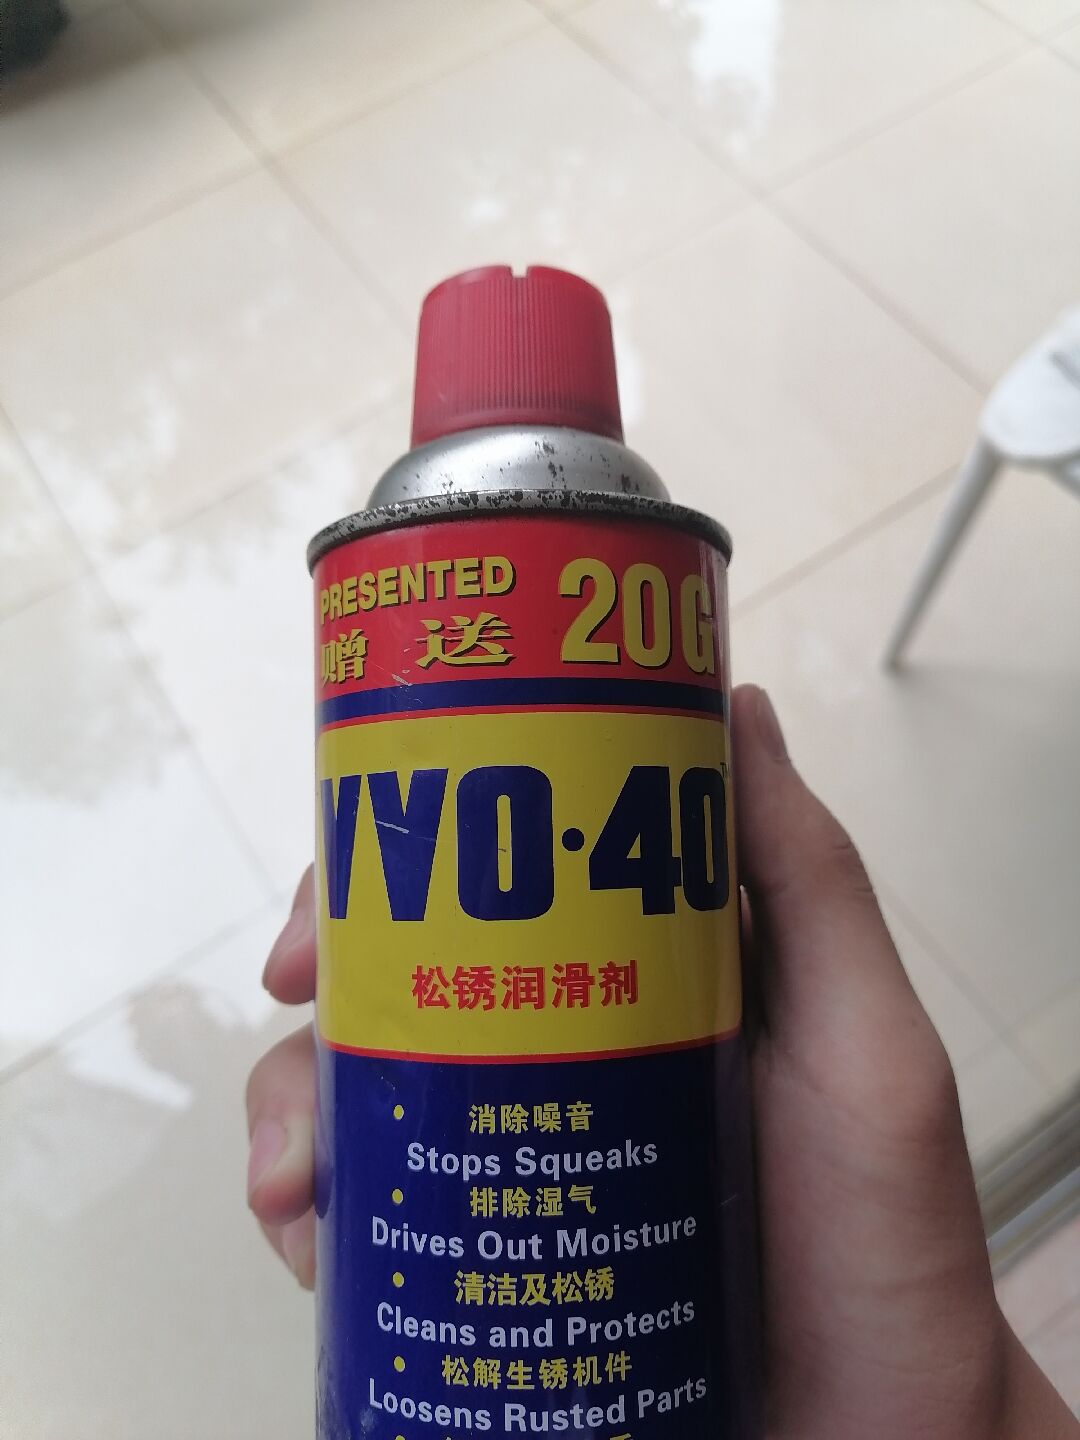 PRESENTED
赠 送 20G
VVO·40™
松锈润滑剂
• 消除噪音
Stops Squeaks
• 排除湿气
Drives Out Moisture
• 清洁及松锈
Cleans and Protects
• 松解生锈机件
Loosens Rusted Parts